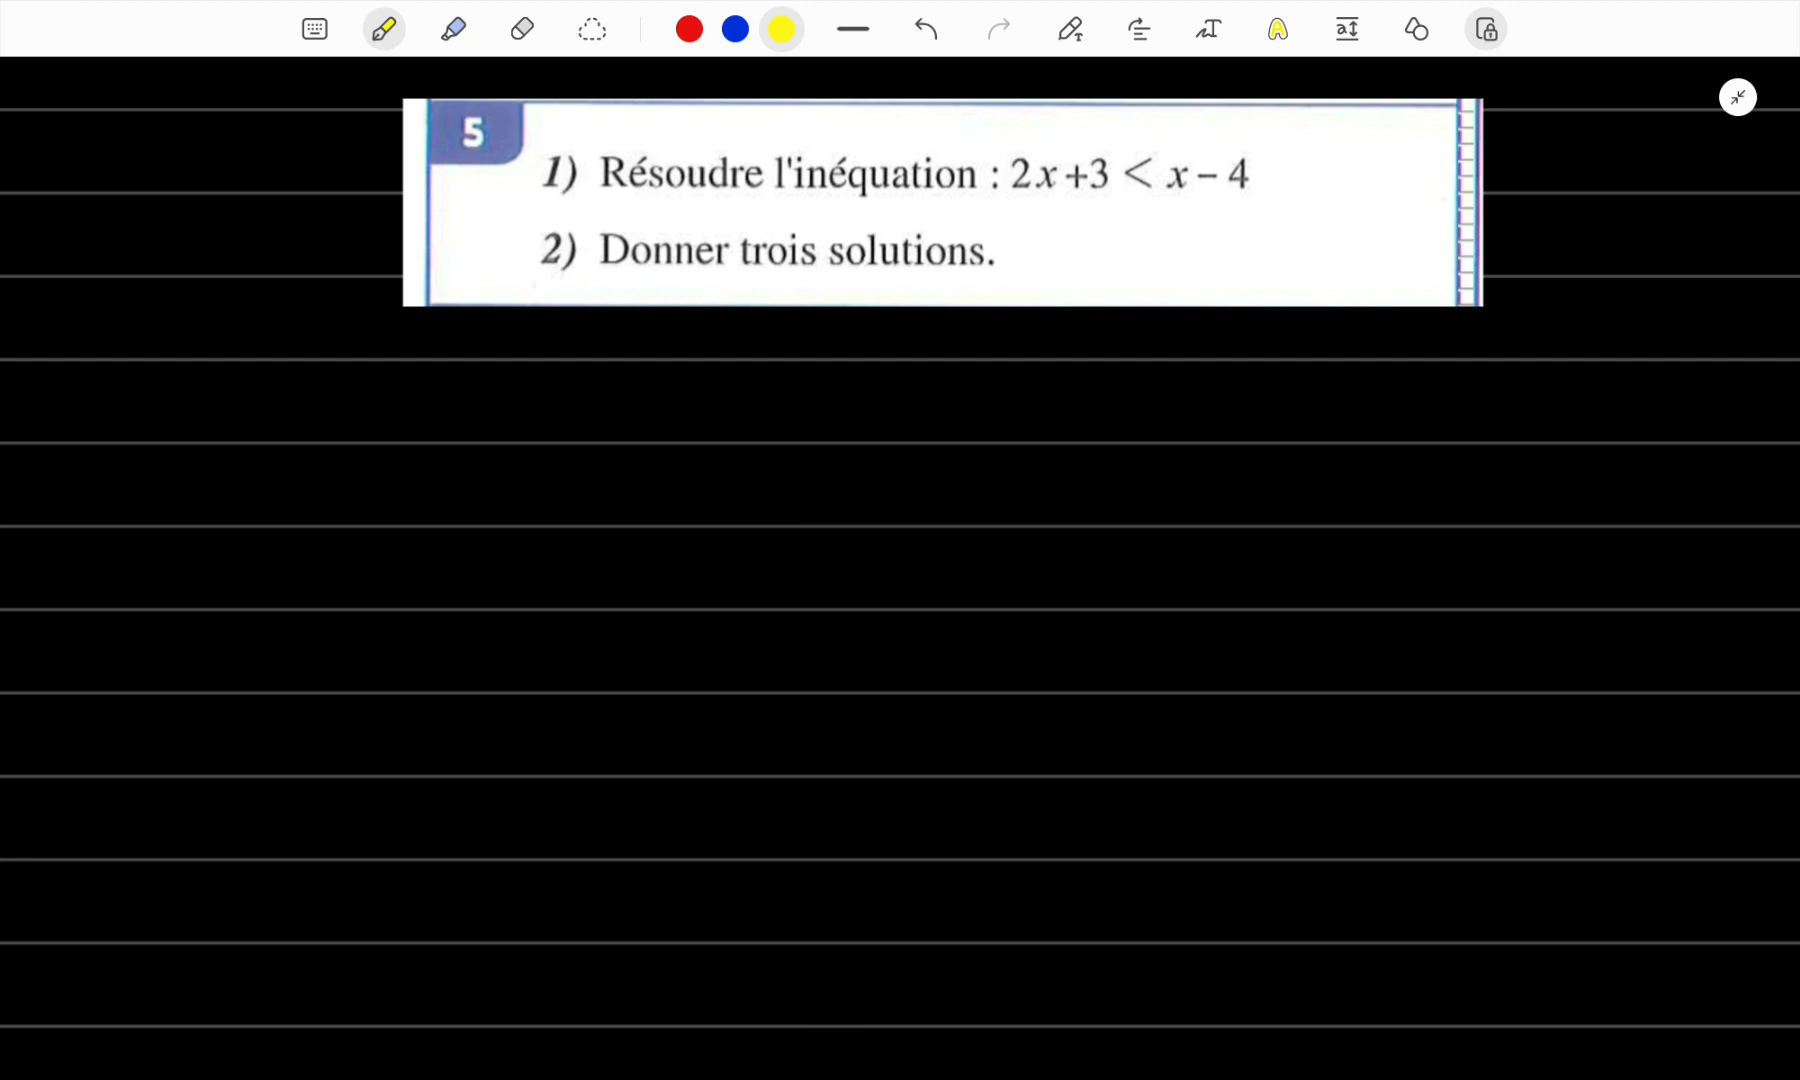 5
1) Résoudre l'inéquation : 2x+3 < x – 4
2) Donner trois solutions.